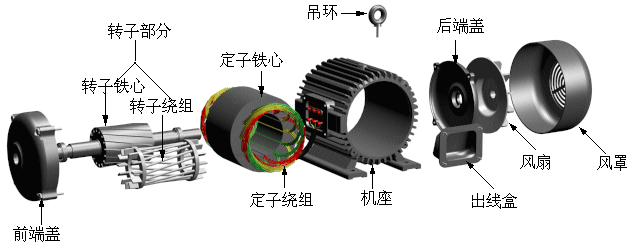 吊环
转子部分
后端盖
定子铁心
转子铁心
转子绕组
风扇
风罩
定子绕组
机座
出线盒
前端盖